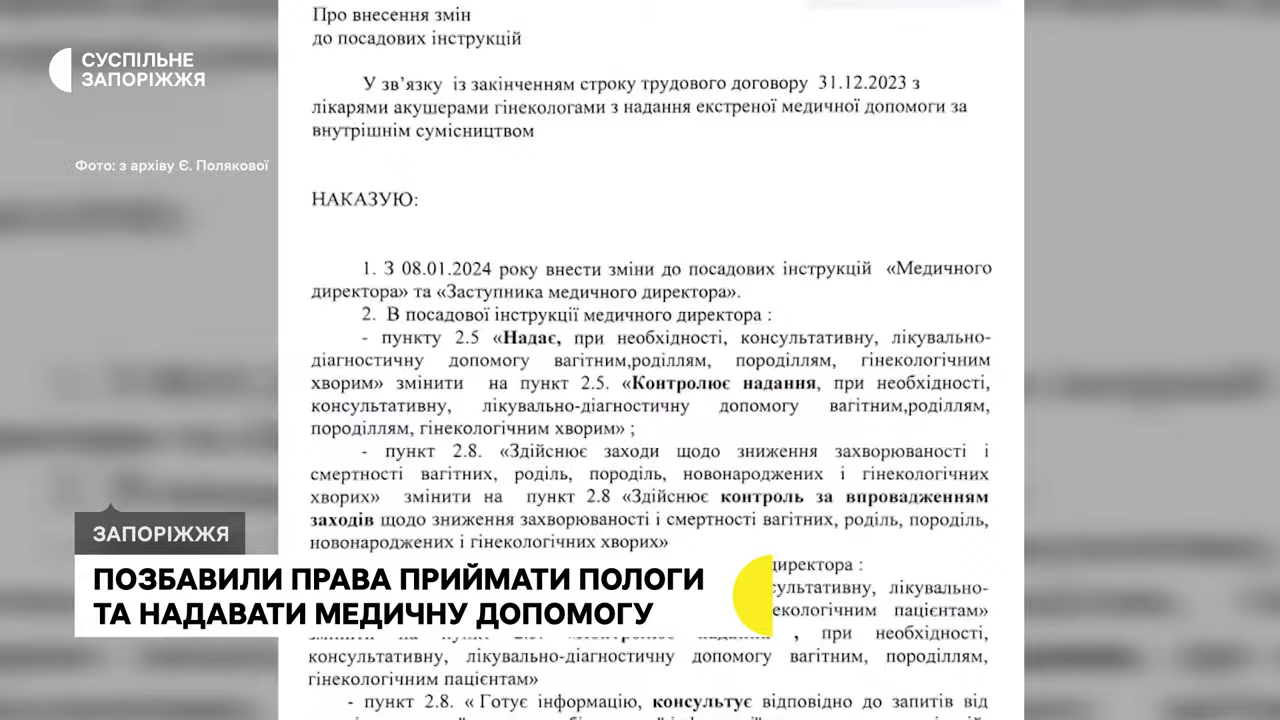 СУСПІЛЬНЕ
ЗАПОРІЖЖЯ
Фото: з архіву Є. Полякової
Про внесення змін
до посадових інструкцій
У зв’язку із закінченням строку трудового договору 31.12.2023 з
лікарями акушерами гінекологами з надання екстреної медичної допомоги за
внутрішнім сумісництвом
НАКАЗУЮ:
1. З 08.01.2024 року внести зміни до посадових інструкцій «Медичного
директора» та «Заступника медичного директора».
2. В посадової інструкції медичного директора :
- пункту 2.5 «Надає, при необхідності, консультативну, лікувально-
діагностичну допомогу вагітним,роділлям, породіллям, гінекологічним
хворим» змінити на пункт 2.5. «Контролює надання, при необхідності,
консультативну, лікувально-діагностичну допомогу вагітним,роділлям,
породіллям, гінекологічним хворим» ;
- пункт 2.8. «Здійснює заходи щодо зниження захворюваності і
смертності вагітних, роділь, породіль, новонароджених і гінекологічних
хворих» змінити на пункт 2.8 «Здійснює контроль за впровадженням
заходів щодо зниження захворюваності і смертності вагітних, роділь, породіль,
новонароджених і гінекологічних хворих»
директора :
лікувально-
пацієнтам»
при необхідності,
консультативну, лікувально-діагностичну допомогу вагітним, породіллям,
гінекологічним пацієнтам»
- пункт 2.8. « Готує інформацію, консультує відповідно до запитів від
ЗАПОРІЖЖЯ
ПОЗБАВИЛИ ПРАВА ПРИЙМАТИ ПОЛОГИ
ТА НАДАВАТИ МЕДИЧНУ ДОПОМОГУ